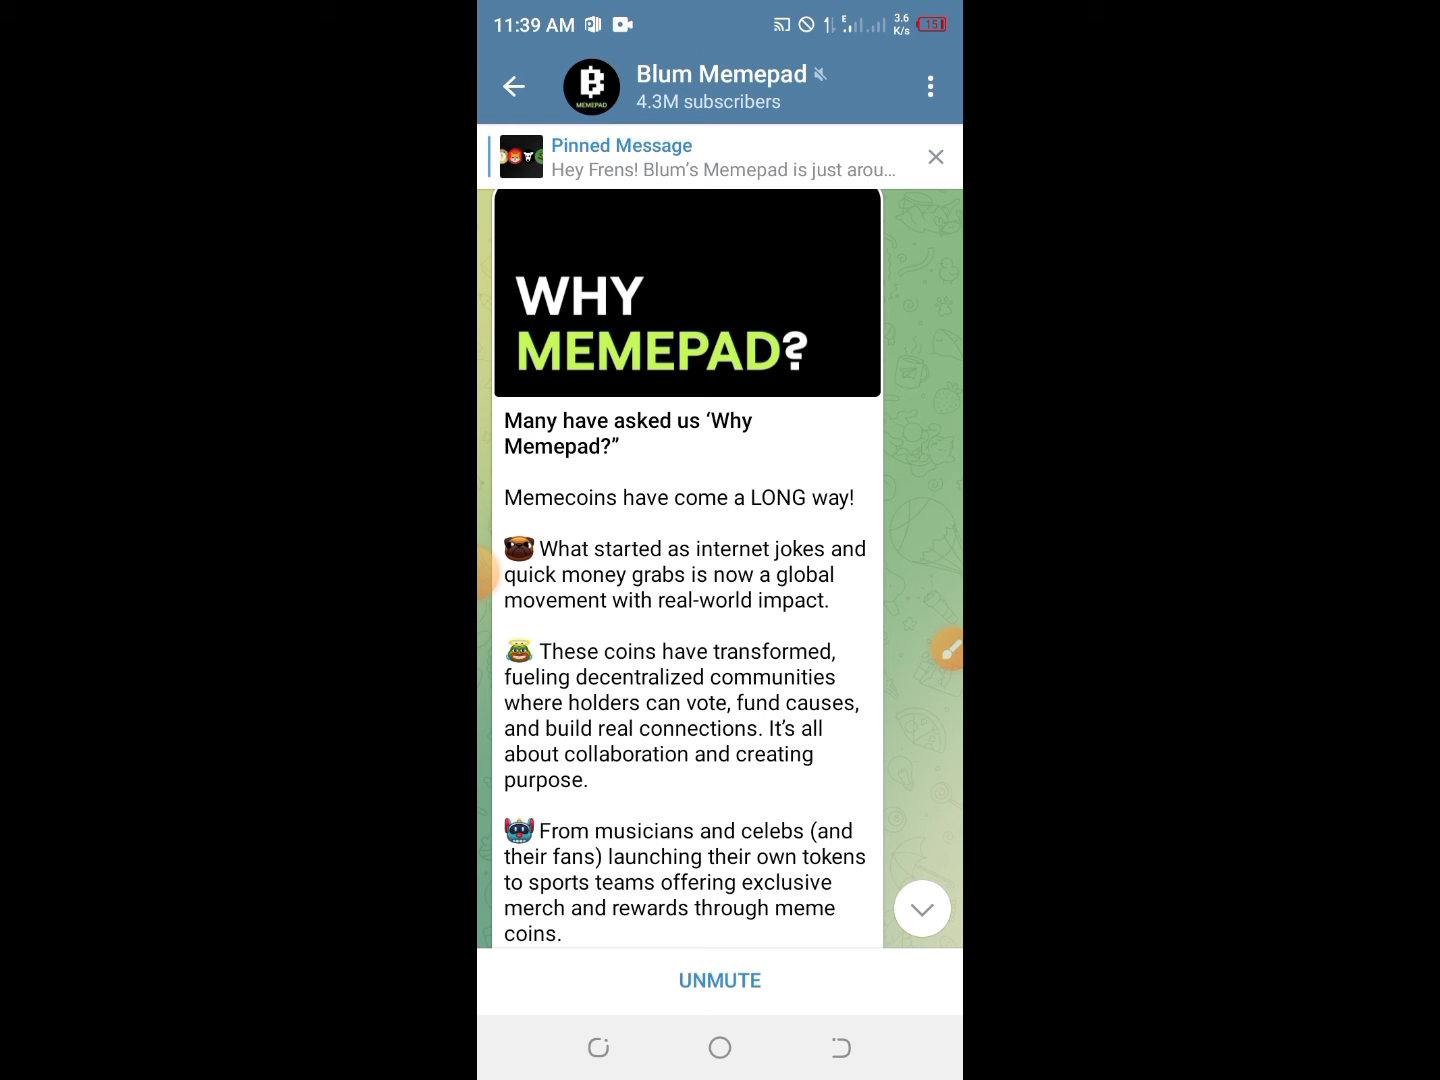 11:39 AM
E
3.6
K/s
15
Blum Memepad
4.3M subscribers
MEMEPAD
Pinned Message
Hey Frens! Blum’s Memepad is just arou...
WHY
MEMEPAD?
Many have asked us ‘Why
Memepad?”
Memecoins have come a LONG way!
What started as internet jokes and
quick money grabs is now a global
movement with real-world impact.
These coins have transformed,
fueling decentralized communities
where holders can vote, fund causes,
and build real connections. It’s all
about collaboration and creating
purpose.
From musicians and celebs (and
their fans) launching their own tokens
to sports teams offering exclusive
merch and rewards through meme
coins.
UNMUTE